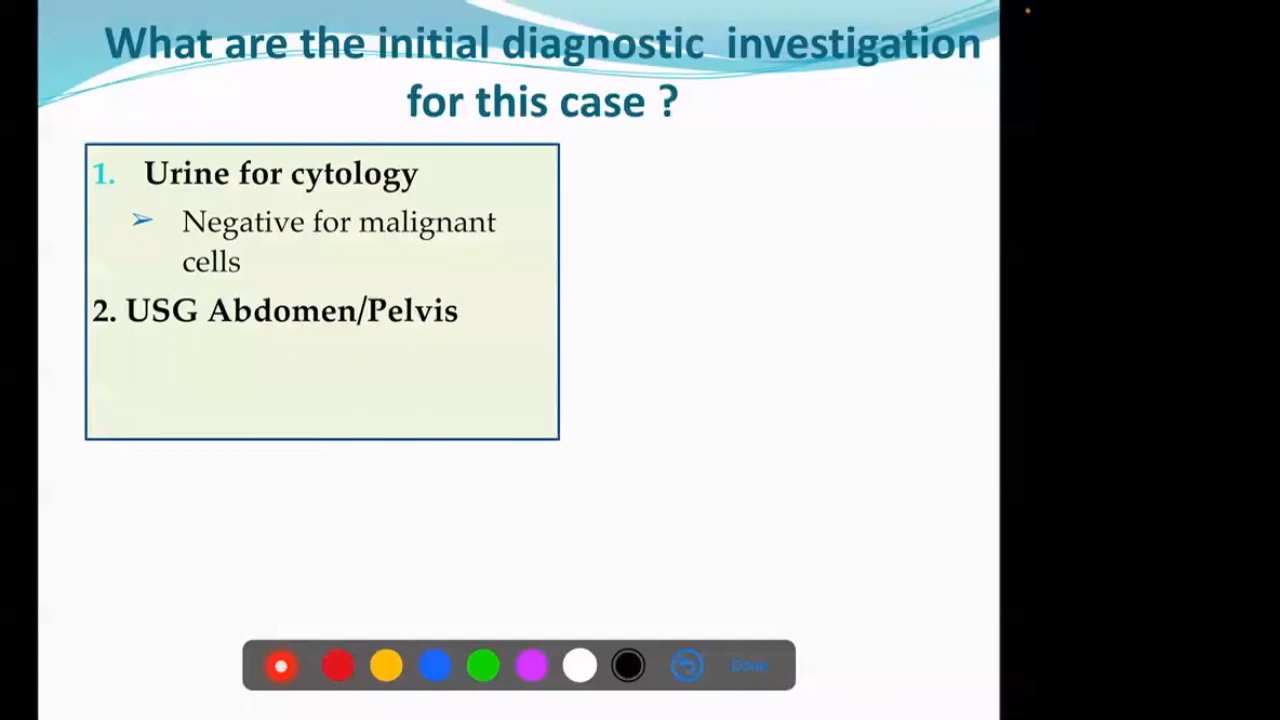 What are the initial diagnostic investigation
for this case ?
1. Urine for cytology
➢ Negative for malignant
cells
2. USG Abdomen/Pelvis
Done